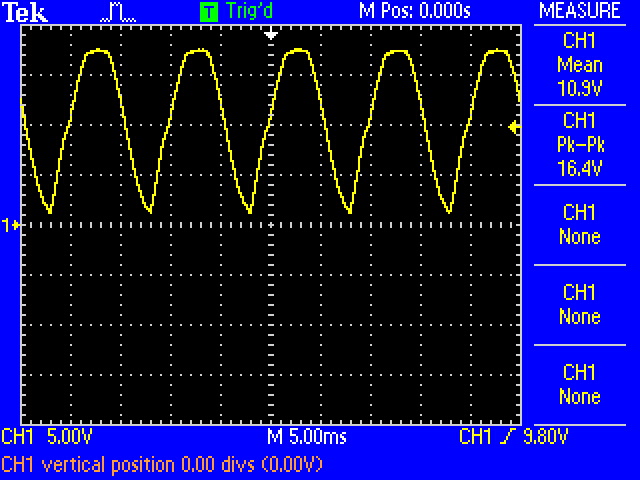 Tek Trig'd M Pos: 0.000s MEASURE
CH1
Mean
10.9V
CH1
Pk-Pk
16.4V
CH1
None
CH1
None
CH1
None
1
CH1 5.00V M 5.00ms CH1 9.80V
CH1 vertical position 0.00 divs (0.00V)